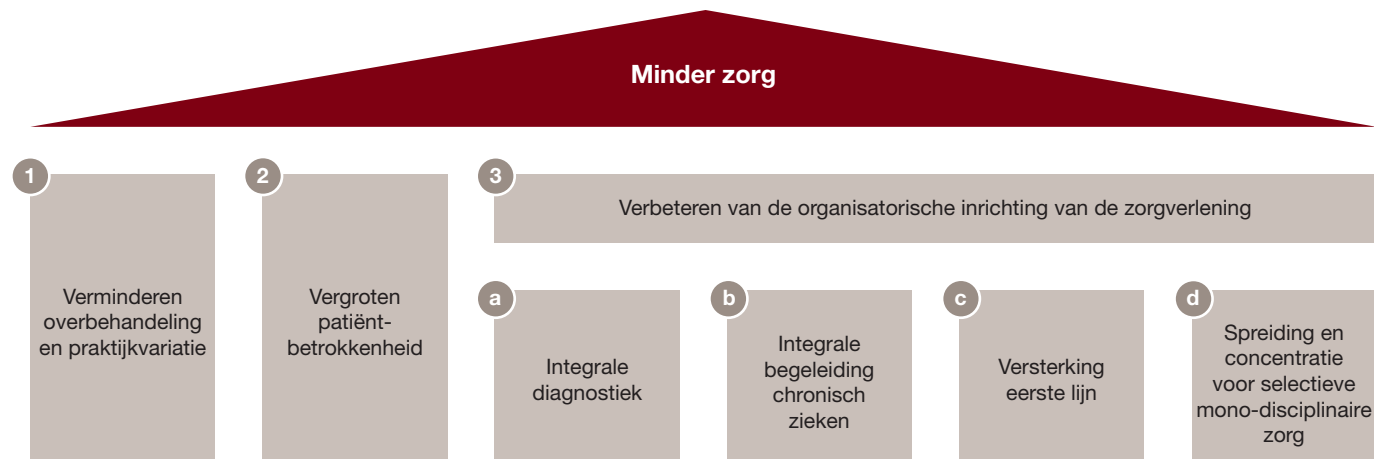 Minder zorg
1
Verminderen
overbehandeling
en praktijkvariatie
2
Vergroten
patiënt-
betrokkenheid
3
Verbeteren van de organisatorische inrichting van de zorgverlening
a
Integrale
diagnostiek
b
Integrale
begeleiding
chronisch
zieken
c
Versterking
eerste lijn
d
Spreiding en
concentratie
voor selectieve
mono-disciplinaire
zorg